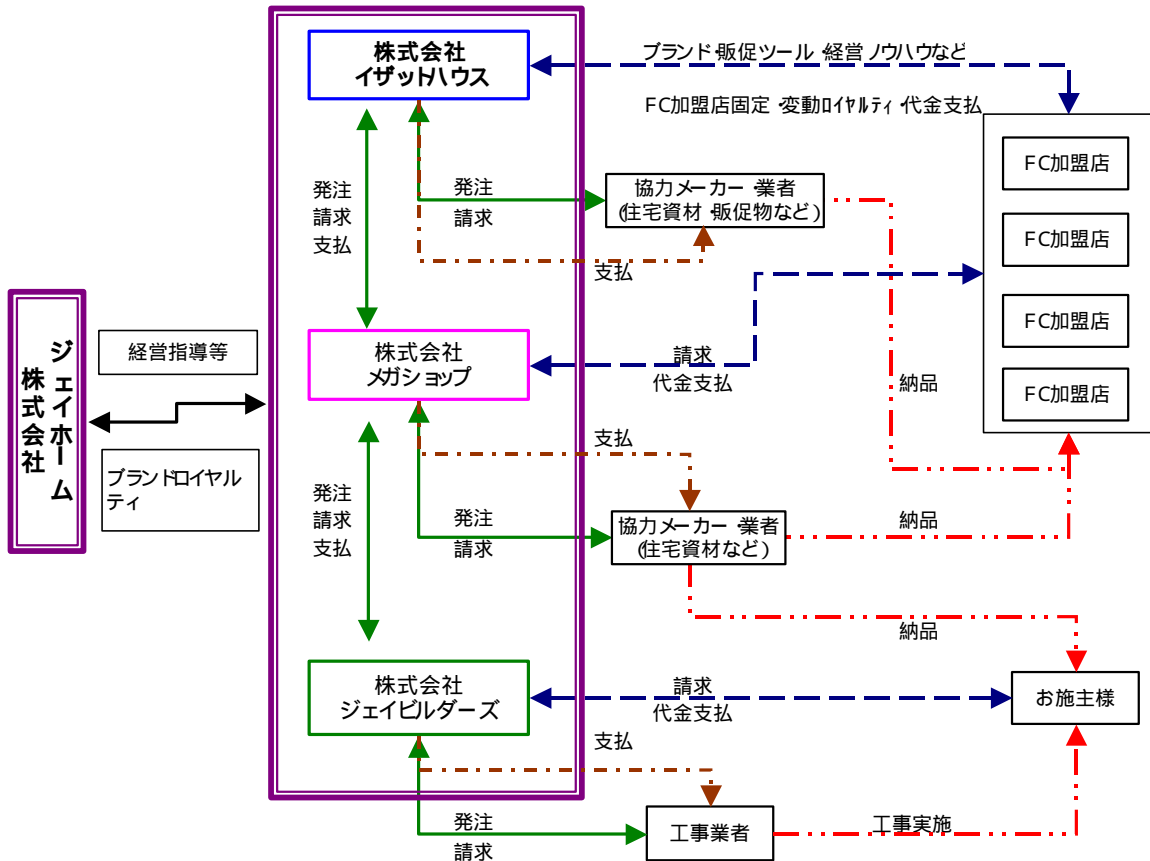 株式会社
イザットハウス
ブランド・販促ツール・経営ノウハウなど
FC加盟店固定・変動ロイヤルティ・代金支払
FC加盟店
FC加盟店
FC加盟店
FC加盟店
発注
請求
支払
発注
請求
協力メーカー・業者
(住宅資材・販促物など)
支払
ジェイホーム
株式会社
経営指導等
ブランドロイヤル
ティ
株式会社
メガショップ
請求
代金支払
納品
発注
請求
支払
支払
発注
請求
協力メーカー・業者
(住宅資材など)
納品
納品
株式会社
ジェイビルダーズ
請求
代金支払
お施主様
支払
発注
請求
工事業者
工事実施